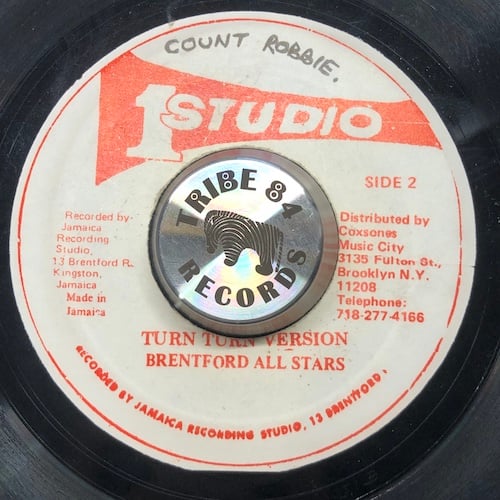 COUNT ROBBIE.
1 STUDIO
SIDE 2
Recorded by
Jamaica
Recording
Studio,
13 Brentford R.
Kingston,
Jamaica
Made in
Jamaica
TRIBE 84
RECORDS
Distributed by
Coxsones
Music City
3135 Fulton St.,
Brooklyn N.Y.
11208
Telephone:
718-277-4166
TURN TURN VERSION
BRENTFORD ALL STARS
RECORDED BY JAMAICA RECORDING STUDIO, 13 BRENTFORD